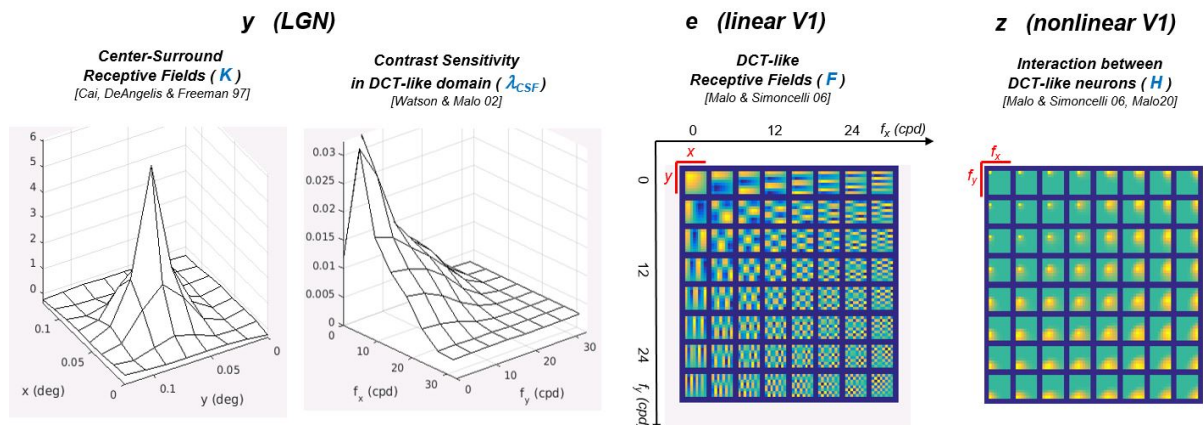 y (LGN)
e (linear V1)
z (nonlinear V1)
Center-Surround
Receptive Fields ( K )
[Cai, DeAngelis & Freeman 97]
Contrast Sensitivity
in DCT-like domain ( λCSF )
[Watson & Malo 02]
DCT-like
Receptive Fields ( F )
[Malo & Simoncelli 06]
Interaction between
DCT-like neurons ( H )
[Malo & Simoncelli 06, Malo20]
6
5
4
3
2
1
0
0.1
0.05
0
x (deg)
0.1
0.05
0
y (deg)
0.03
0.025
0.02
0.015
0.01
0.005
0
10
20
30
fx (cpd)
0
10
20
30
fy (cpd)
0 12 24 fx (cpd)
x
y
0
12
24
fy (cpd)
fx
fy